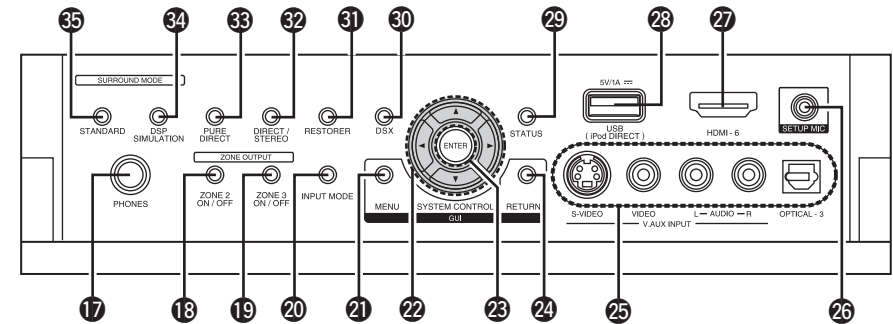 35 34 33 32 31 30 29 28 27
SURROUND MODE
5V/1A
STANDARD
DSP
SIMULATION
PURE
DIRECT
DIRECT /
STEREO
RESTORER
DSX
STATUS
USB
( iPod DIRECT )
HDMI - 6
SETUP MIC
ENTER
ZONE OUTPUT
PHONES
ZONE 2
ON / OFF
ZONE 3
ON / OFF
INPUT MODE
MENU
SYSTEM CONTROL
RETURN
GUI
S-VIDEO
VIDEO
L AUDIO R
OPTICAL - 3
V.AUX INPUT
17 18 19 20 21 22 23 24 25 26